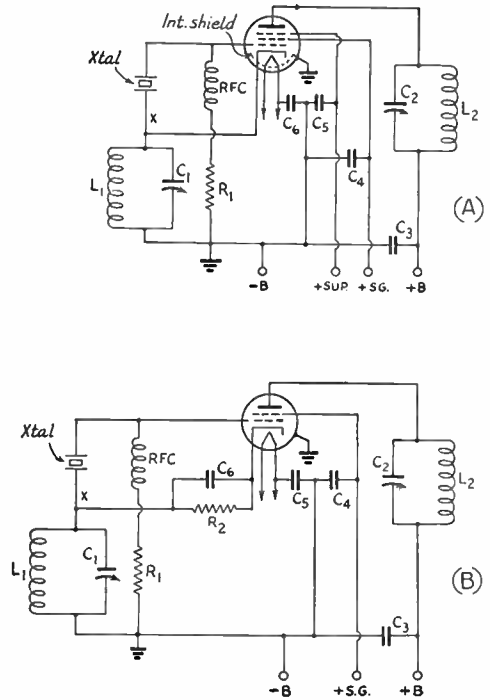 Int. shield
Xtal
X
RFC
C6
C5
C2
L2
L1
C1
R1
C4
(A)
C3
-B
+SUP.
+SG.
+B
Xtal
RFC
C6
X
R2
C5
C4
C2
L2
L1
C1
R1
(B)
C3
-B
+S.G.
+B